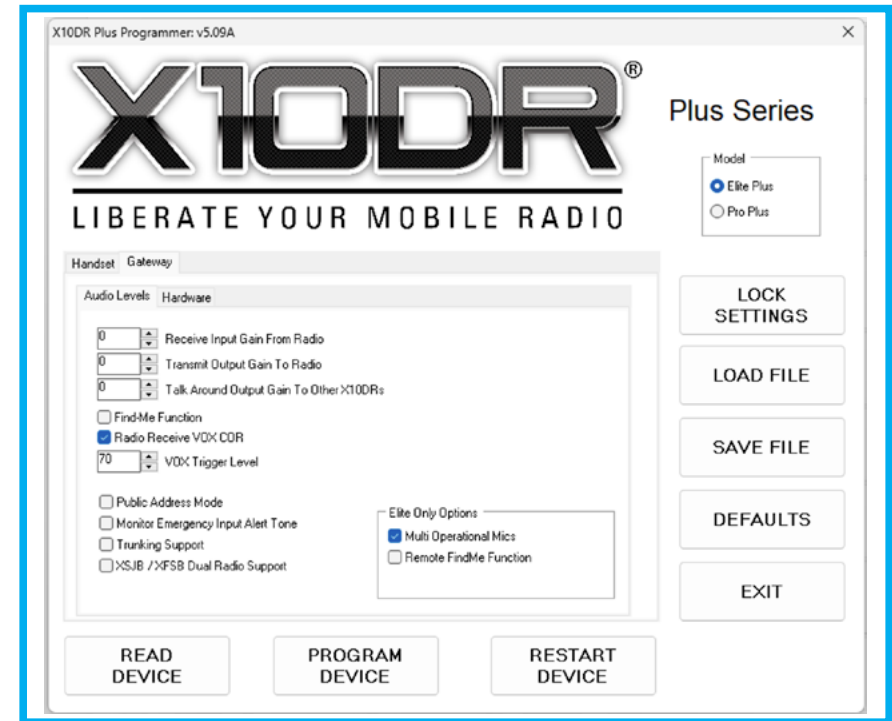 X10DR Plus Programmer: v5.09A
X10DR®
LIBERATE YOUR MOBILE RADIO
Plus Series
Model
Elite Plus
Pro Plus
Handset Gateway
Audio Levels Hardware
0 Receive Input Gain From Radio
0 Transmit Output Gain To Radio
0 Talk Around Output Gain To Other X10DRs
Find-Me Function
Radio Receive VOX COR
70 VOX Trigger Level
Public Address Mode
Monitor Emergency Input Alert Tone
Trunking Support
XSJB / XFSB Dual Radio Support
Elite Only Options
Multi Operational Mics
Remote FindMe Function
LOCK
SETTINGS
LOAD FILE
SAVE FILE
DEFAULTS
EXIT
READ
DEVICE
PROGRAM
DEVICE
RESTART
DEVICE